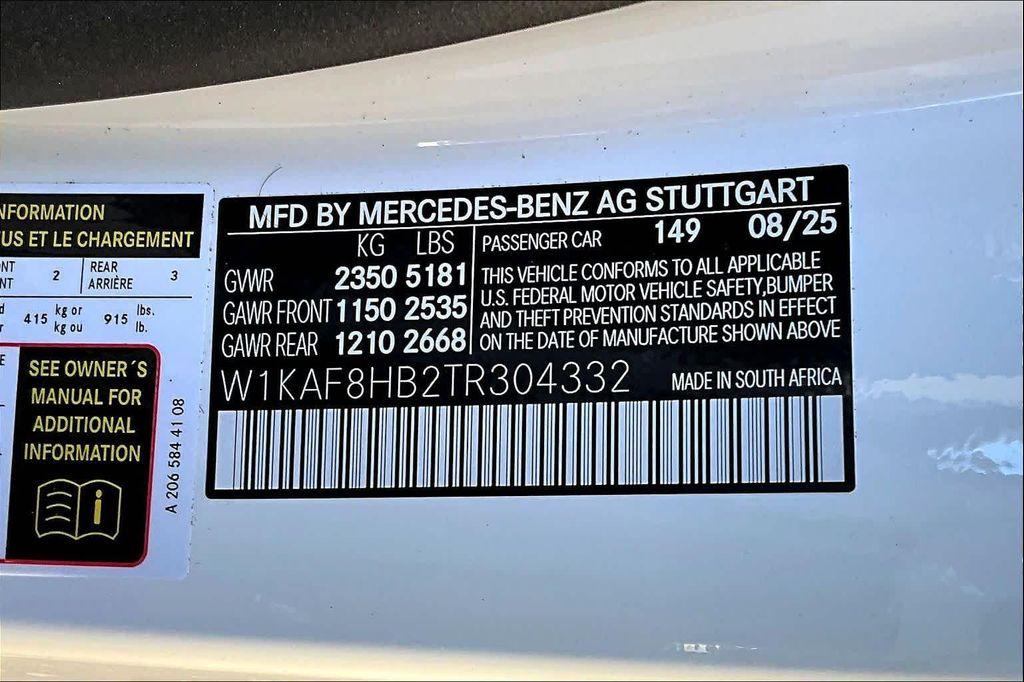 NFORMATION
US ET LE CHARGEMENT
NT 2 REAR 3
NT ARRIÈRE
415 kg or 915 lbs.
kg ou lb.
SEE OWNER´S
MANUAL FOR
ADDITIONAL
INFORMATION
i
A 206 584 41 08
MFD BY MERCEDES-BENZ AG STUTTGART
KG LBS
GVWR 2350 5181
GAWR FRONT 1150 2535
GAWR REAR 1210 2668
PASSENGER CAR 149 08/25
THIS VEHICLE CONFORMS TO ALL APPLICABLE
U.S. FEDERAL MOTOR VEHICLE SAFETY,BUMPER
AND THEFT PREVENTION STANDARDS IN EFFECT
ON THE DATE OF MANUFACTURE SHOWN ABOVE
W1KAF8HB2TR304332 MADE IN SOUTH AFRICA